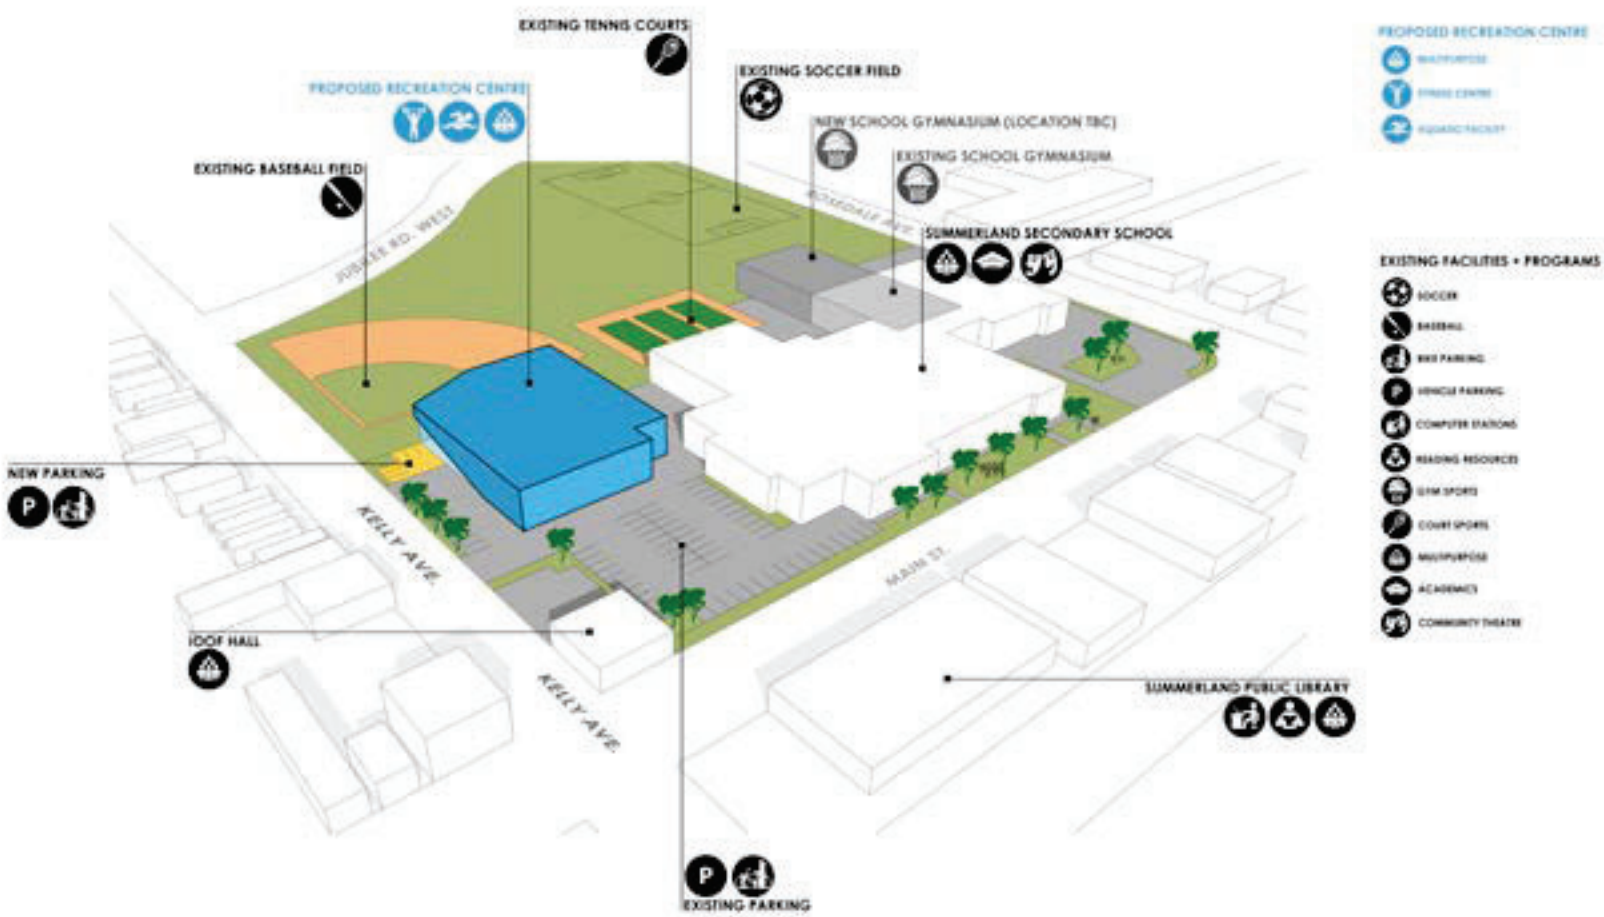 EXISTING TENNIS COURTS
PROPOSED RECREATION CENTRE
EXISTING SOCCER FIELD
PROPOSED RECREATION CENTRE
MULTIPURPOSE
FITNESS CENTRE
AQUATIC FACILITY
NEW SCHOOL GYMNASIUM (LOCATION TBC)
EXISTING SCHOOL GYMNASIUM
EXISTING BASEBALL FIELD
JUBILEE RD. WEST
ROSEDALE AVE.
SUMMERLAND SECONDARY SCHOOL
EXISTING FACILITIES + PROGRAMS
SOCCER
BASEBALL
BIKE PARKING
P
VEHICLE PARKING
COMPUTER STATIONS
READING RESOURCES
GYM SPORTS
COURT SPORTS
MULTIPURPOSE
ACADEMICS
COMMUNITY THEATRE
NEW PARKING
P
KELLY AVE.
MAIN ST.
IOOF HALL
KELLY AVE.
SUMMERLAND PUBLIC LIBRARY
P
EXISTING PARKING